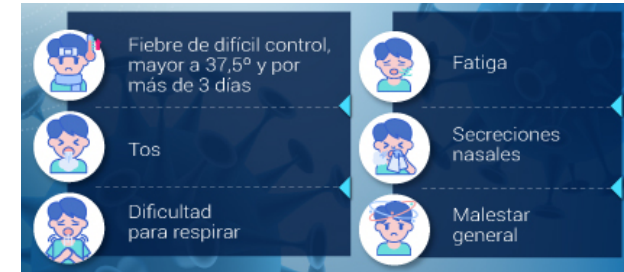 Fiebre de difícil control,
mayor a 37,5º y por
más de 3 días
Tos
Dificultad
para respirar
Fatiga
Secreciones
nasales
Malestar
general